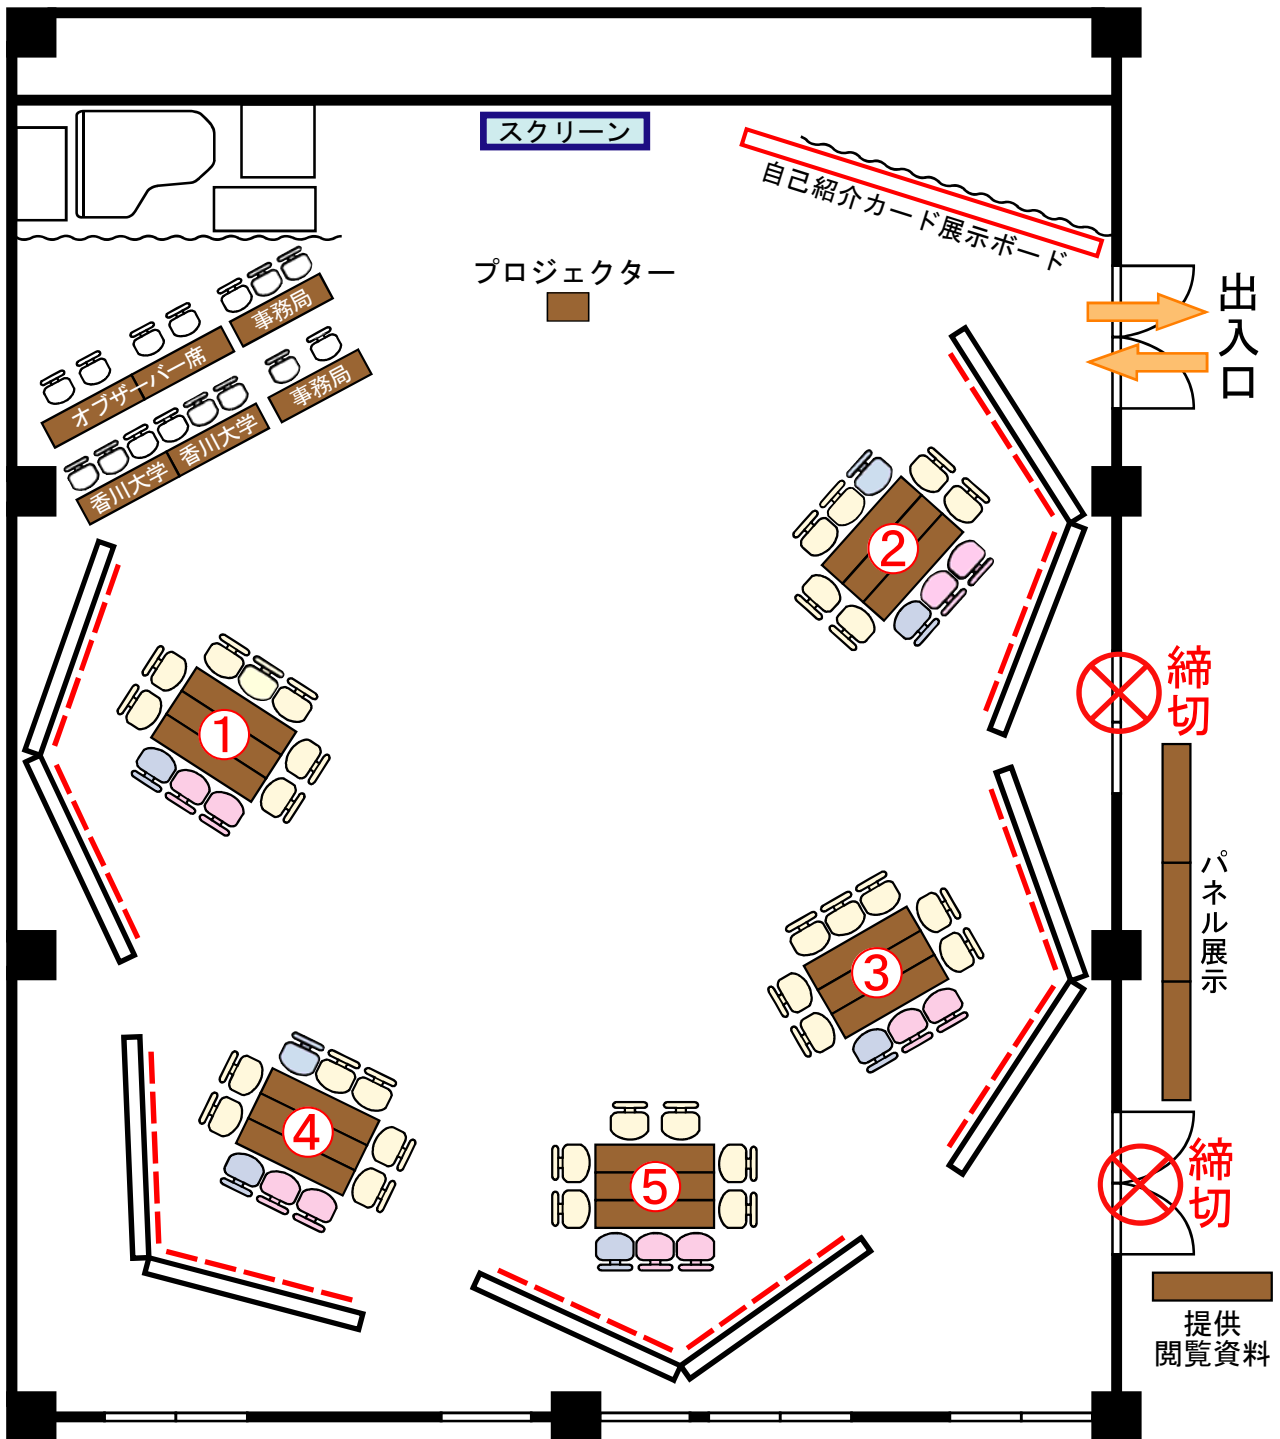 スクリーン
自己紹介カード展示ボード
プロジェクター
出入口
事務局
オブザーバー席
事務局
香川大学
香川大学
②
締切
①
パネル展示
③
④
⑤
締切
提供
閲覧資料